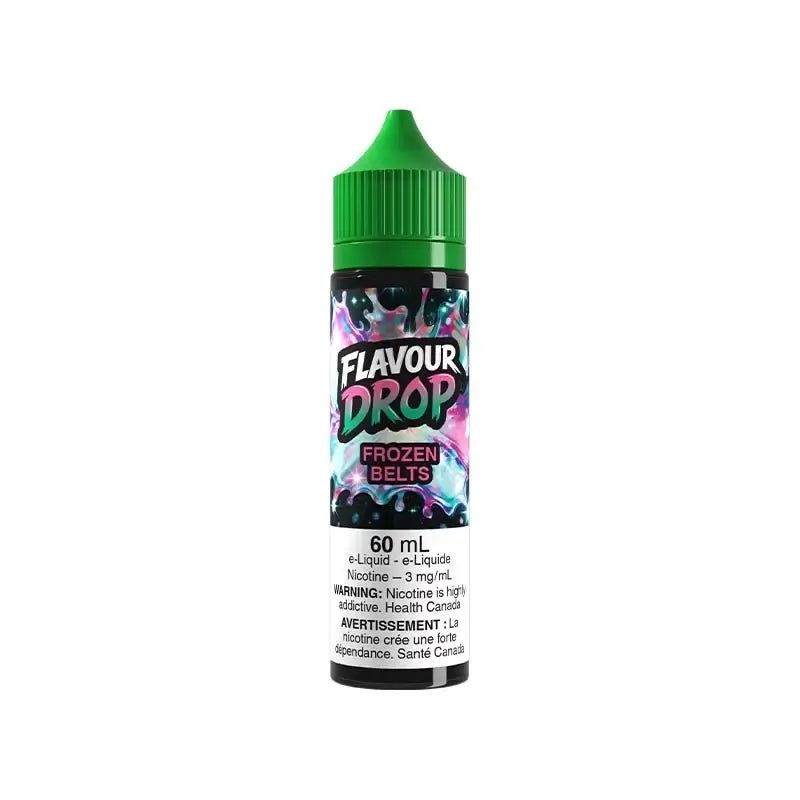 FLAVOUR
DROP
FROZEN
BELTS
60 mL
e-Liquid - e-Liquide
Nicotine – 3 mg/mL
WARNING: Nicotine is highly
addictive. Health Canada
AVERTISSEMENT : La
nicotine crée une forte
dépendance. Santé Canada